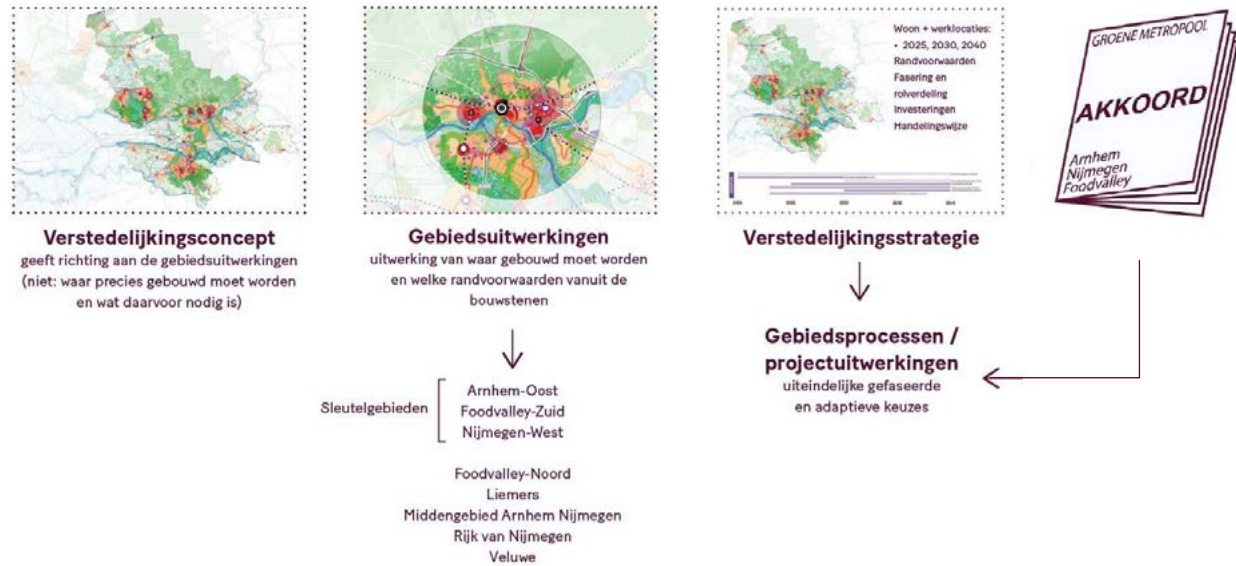 Woon + werklocaties:
• 2025, 2030, 2040
Randvoorwaarden
Fasering en
rolverdeling
Investeringen
Handelingswijze
GROENE METROPOOL
AKKOORD
Arnhem
Nijmegen
Foodvalley
Verstedelijkingsconcept
geeft richting aan de gebiedsuitwerkingen
(niet: waar precies gebouwd moet worden
en wat daarvoor nodig is)
Gebiedsuitwerkingen
uitwerking van waar gebouwd moet worden
en welke randvoorwaarden vanuit de
bouwstenen
Sleutelgebieden
Arnhem-Oost
Foodvalley-Zuid
Nijmegen-West
Foodvalley-Noord
Liemers
Middengebied Arnhem Nijmegen
Rijk van Nijmegen
Veluwe
Verstedelijkingsstrategie
Gebiedsprocessen /
projectuitwerkingen
uiteindelijke gefaseerde
en adaptieve keuzes